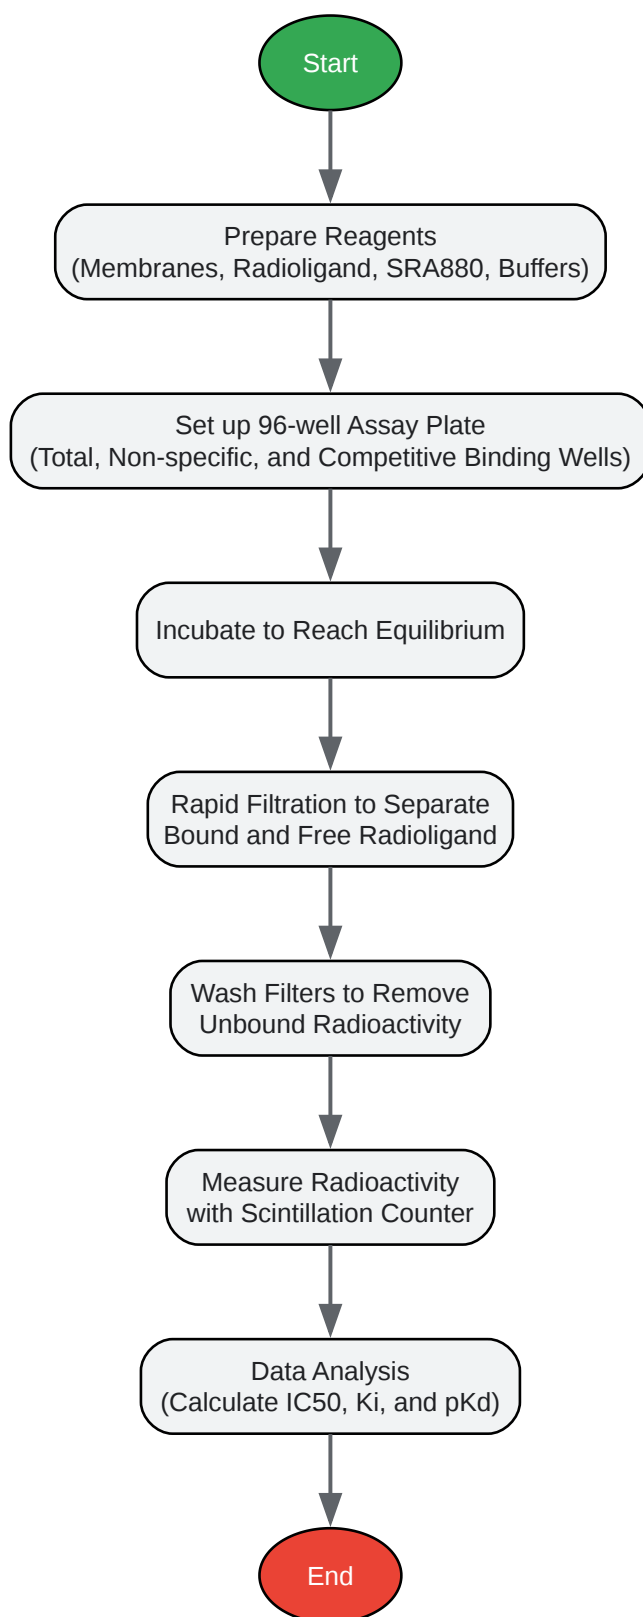 Start
Prepare Reagents
(Membranes, Radioligand, SRA880, Buffers)
Set up 96-well Assay Plate
(Total, Non-specific, and Competitive Binding Wells)
Incubate to Reach Equilibrium
Rapid Filtration to Separate
Bound and Free Radioligand
Wash Filters to Remove
Unbound Radioactivity
Measure Radioactivity
with Scintillation Counter
Data Analysis
(Calculate IC50, Ki, and pKd)
End